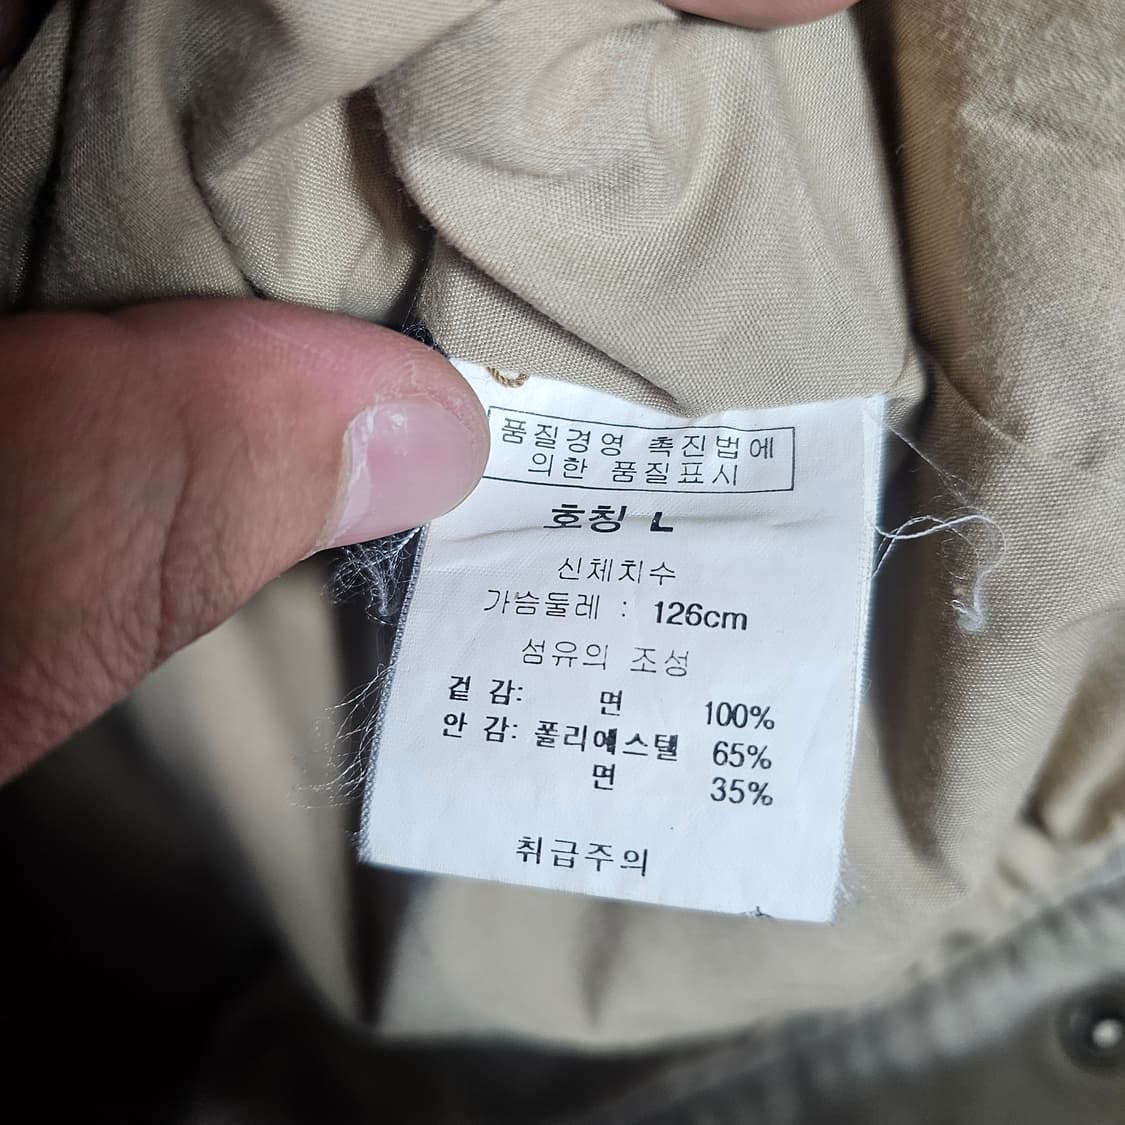 품질경영 촉진법에
의한 품질표시
호칭 L
신체치수
가슴둘레 : 126cm
섬유의 조성
겉 감: 면 100%
안 감: 폴리에스텔 65%
면 35%
취급주의